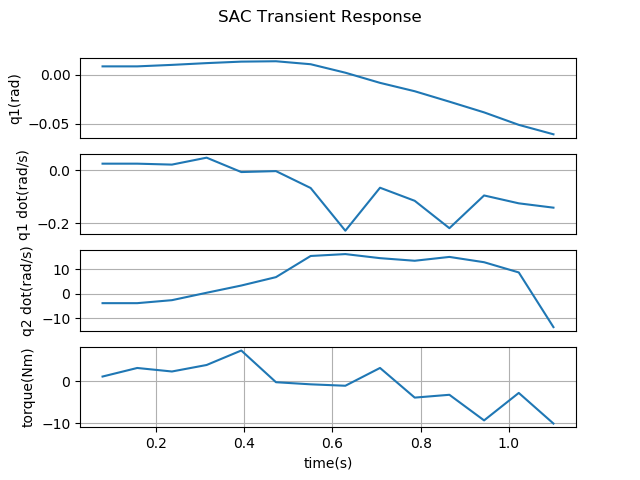 SAC Transient Response
q1(rad)
0.00
−0.05
q1 dot(rad/s)
0.0
−0.2
q2 dot(rad/s)
10
0
−10
torque(Nm)
0
−10
0.2 0.4 0.6 0.8 1.0
time(s)